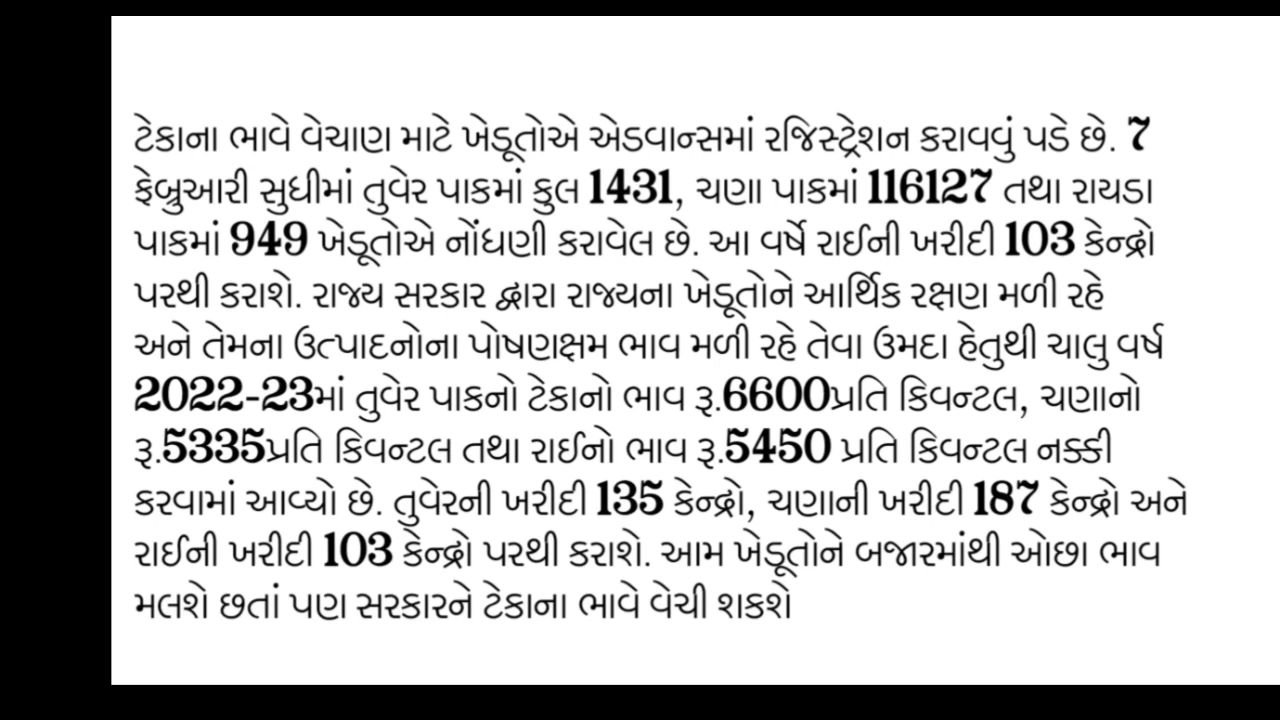 ટેકાના ભાવે વેચાણ માટે ખેડૂતોએ એડવાન્સમાં રજિસ્ટ્રેશન કરાવવું પડે છે. 7
ફેબ્રુઆરી સુધીમાં તુવેર પાકમાં કુલ 1431, ચણા પાકમાં 116127 તથા રાયડા
પાકમાં 949 ખેડૂતોએ નોંધણી કરાવેલ છે. આ વર્ષે રાઈની ખરીદી 103 કેન્દ્રો
પરથી કરાશે. રાજ્ય સરકાર દ્વારા રાજ્યના ખેડૂતોને આર્થિક રક્ષણ મળી રહે
અને તેમના ઉત્પાદનોના પોષણક્ષમ ભાવ મળી રહે તેવા ઉમદા હેતુથી ચાલુ વર્ષ
2022-23માં તુવેર પાકનો ટેકાનો ભાવ રૂ.6600પ્રતિ કિવન્ટલ, ચણાનો
રૂ.5335પ્રતિ કિવન્ટલ તથા રાઈનો ભાવ રૂ.5450 પ્રતિ કિવન્ટલ નક્કી
કરવામાં આવ્યો છે. તુવેરની ખરીદી 135 કેન્દ્રો, ચણાની ખરીદી 187 કેન્દ્રો અને
રાઈની ખરીદી 103 કેન્દ્રો પરથી કરાશે. આમ ખેડૂતોને બજારમાંથી ઓછા ભાવ
મલશે છતાં પણ સરકારને ટેકાના ભાવે વેચી શકશે